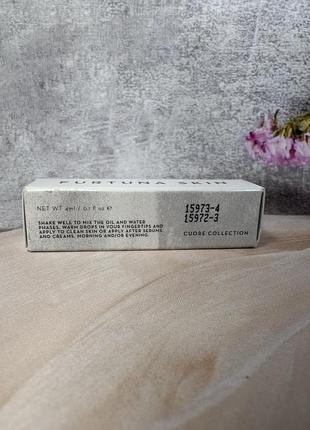 FURTUNA SKIN
NET WT 4ml / 0.1 fl oz ℮
SHAKE WELL TO MIX THE OIL AND WATER
PHASES. WARM DROPS IN YOUR FINGERTIPS AND
APPLY TO CLEAN SKIN OR APPLY AFTER SERUMS
AND CREAMS, MORNING AND/OR EVENING.
15973-4
15972-3
CUORE COLLECTION